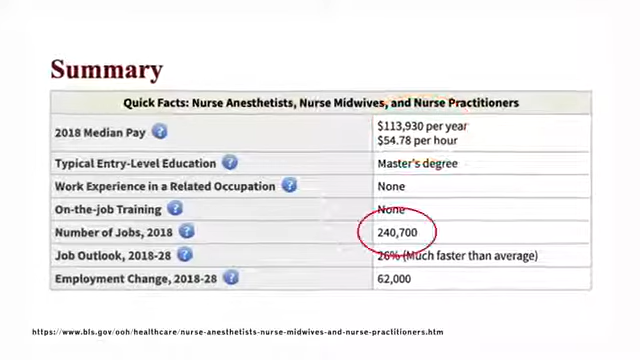 Summary
Quick Facts: Nurse Anesthetists, Nurse Midwives, and Nurse Practitioners
2018 Median Pay ? $113,930 per year
$54.78 per hour
Typical Entry-Level Education ? Master's degree
Work Experience in a Related Occupation ? None
On-the-job Training ? None
Number of Jobs, 2018 ? 240,700
Job Outlook, 2018-28 ? 26% (Much faster than average)
Employment Change, 2018-28 ? 62,000
https://www.bls.gov/ooh/healthcare/nurse-anesthetists-nurse-midwives-and-nurse-practitioners.htm